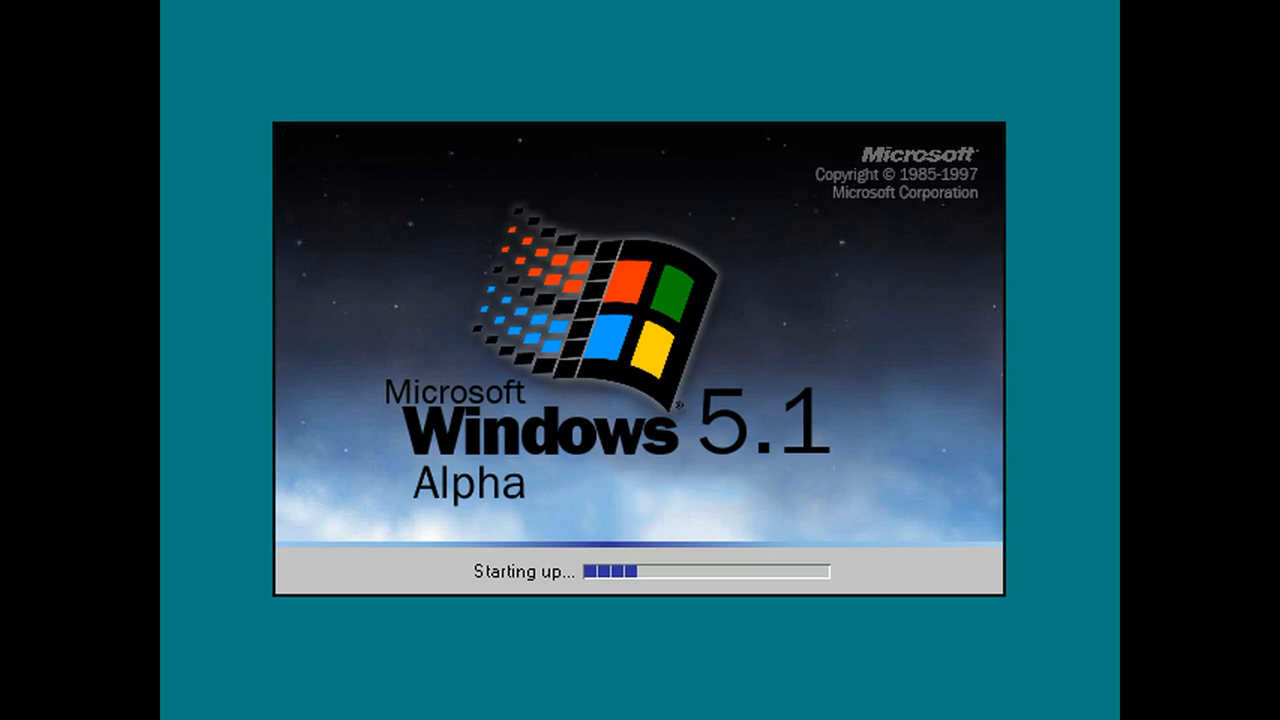 Microsoft
Copyright © 1985-1997
Microsoft Corporation
Microsoft
Windows® 5.1
Alpha
Starting up...